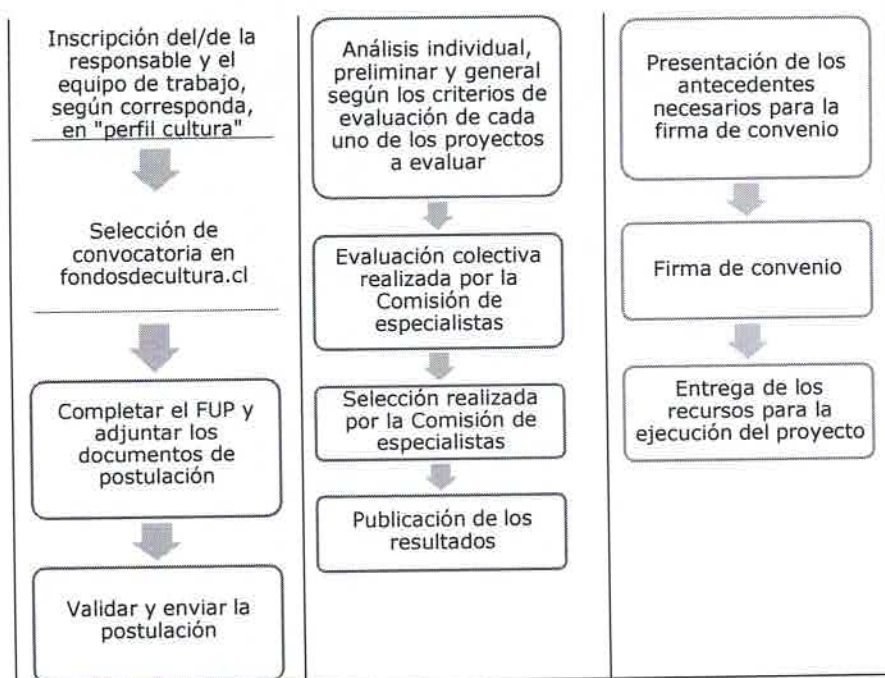 Inscripción del/de la
responsable y el
equipo de trabajo,
según corresponda,
en "perfil cultura"
Selección de
convocatoria en
fondosdecultura.cl
Completar el FUP y
adjuntar los
documentos de
postulación
Validar y enviar la
postulación
Análisis individual,
preliminar y general
según los criterios de
evaluación de cada
uno de los proyectos
a evaluar
Evaluación colectiva
realizada por la
Comisión de
especialistas
Selección realizada
por la Comisión de
especialistas
Publicación de los
resultados
Presentación de los
antecedentes
necesarios para la
firma de convenio
Firma de convenio
Entrega de los
recursos para la
ejecución del proyecto